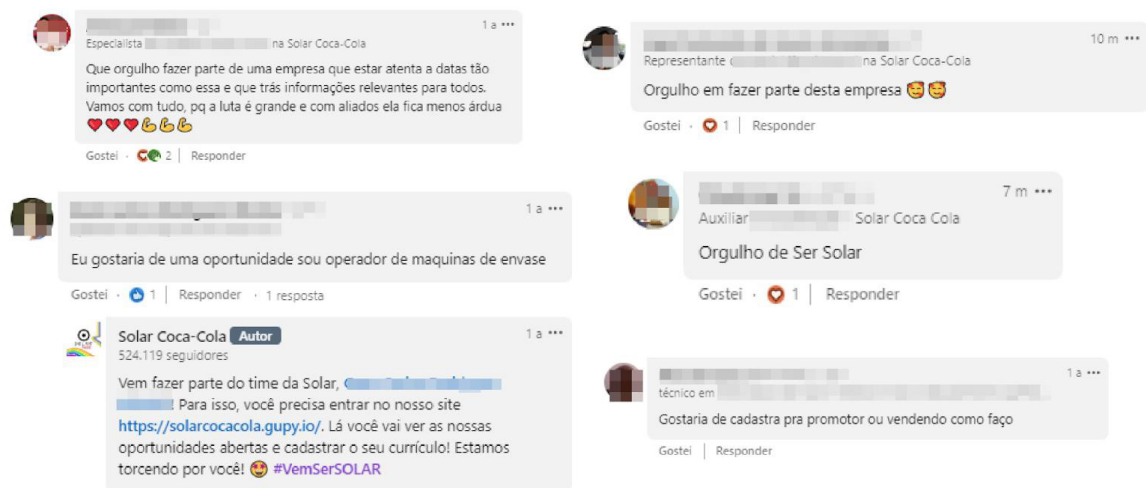 1 a •••
Especialista
na Solar Coca-Cola
Que orgulho fazer parte de uma empresa que estar atenta a datas tão
importantes como essa e que trás informações relevantes para todos.
Vamos com tudo, pq a luta é grande e com aliados ela fica menos árdua
❤❤❤💪💪💪
Gostei · 2 | Responder
1 a •••
Eu gostaria de uma oportunidade sou operador de maquinas de envase
Gostei · 1 | Responder · 1 resposta
Solar Coca-Cola Autor
1 a •••
524.119 seguidores
Vem fazer parte do time da Solar,
! Para isso, você precisa entrar no nosso site
https://solarcocacola.gupy.io/. Lá você vai ver as nossas
oportunidades abertas e cadastrar o seu currículo! Estamos
torcendo por você! 🤩 #VemSerSOLAR
10 m •••
Representante
na Solar Coca-Cola
Orgulho em fazer parte desta empresa 🥰🥰
Gostei · 1 | Responder
7 m •••
Auxiliar
Solar Coca Cola
Orgulho de Ser Solar
Gostei · 1 | Responder
1 a •••
técnico em
Gostaria de cadastra pra promotor ou vendendo como faço
Gostei | Responder